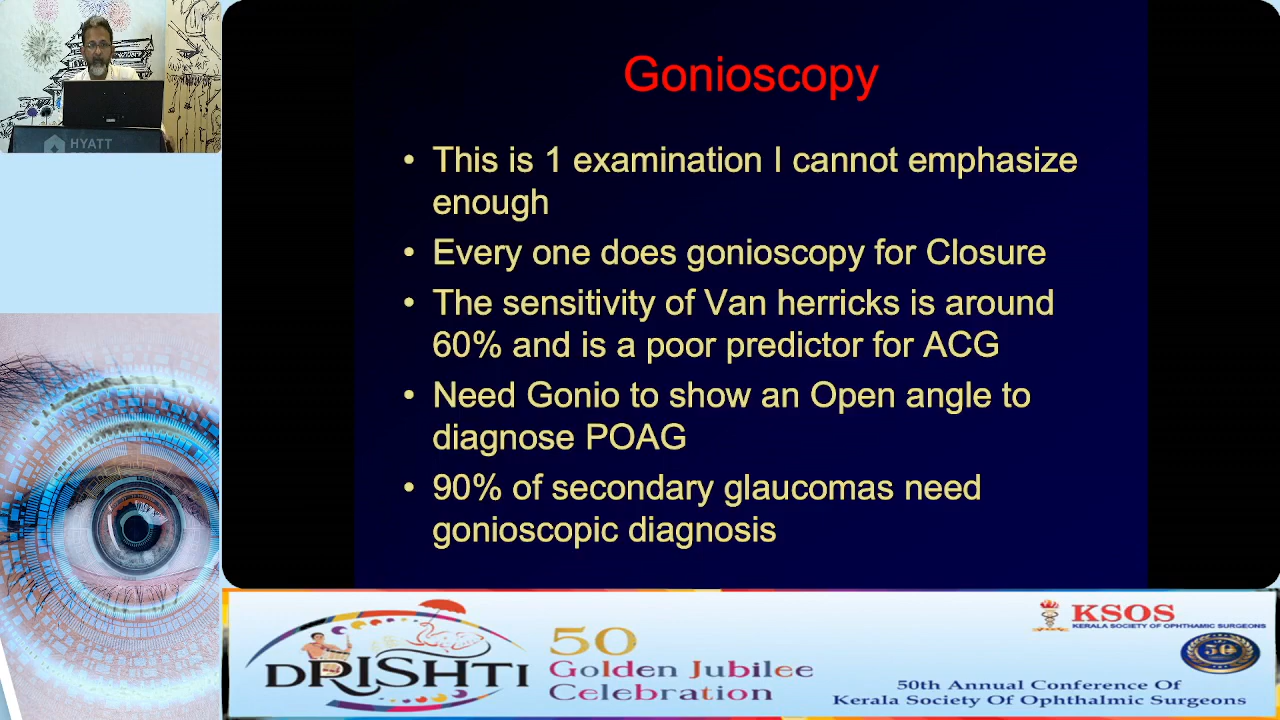 HYATT
Gonioscopy
• This is 1 examination I cannot emphasize
enough
• Every one does gonioscopy for Closure
• The sensitivity of Van herricks is around
60% and is a poor predictor for ACG
• Need Gonio to show an Open angle to
diagnose POAG
• 90% of secondary glaucomas need
gonioscopic diagnosis
DRISHTI
50
Golden Jubilee
Celebration
KSOS
KERALA SOCIETY OF OPHTHAMIC SURGEONS
50
50th Annual Conference Of
Kerala Society Of Ophthalmic Surgeons